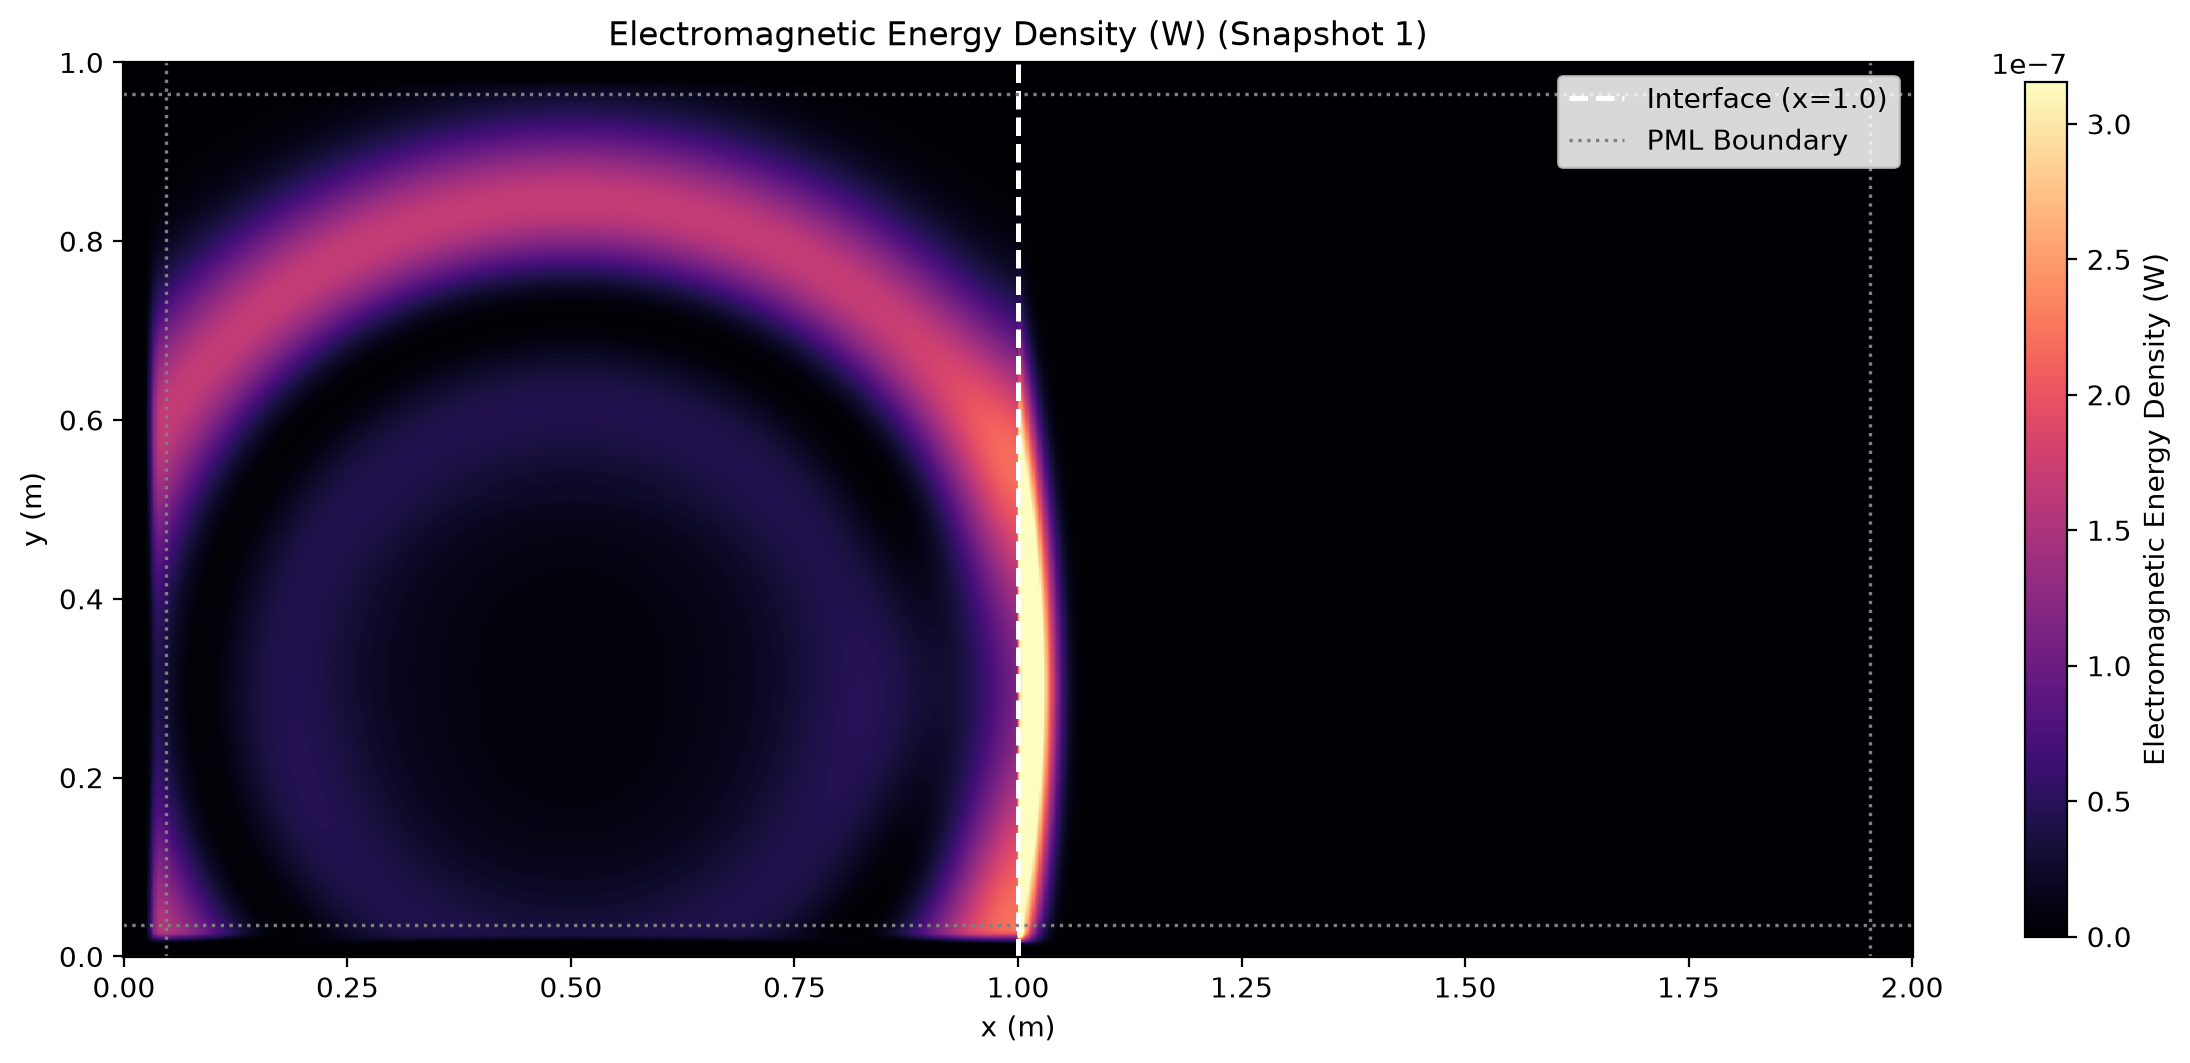 Electromagnetic Energy Density (W) (Snapshot 1)
1e−7
Interface (x=1.0)
PML Boundary
1.0
0.8
0.6
0.4
0.2
0.0
y (m)
0.00 0.25 0.50 0.75 1.00 1.25 1.50 1.75 2.00
x (m)
3.0
2.5
2.0
1.5
1.0
0.5
0.0
Electromagnetic Energy Density (W)